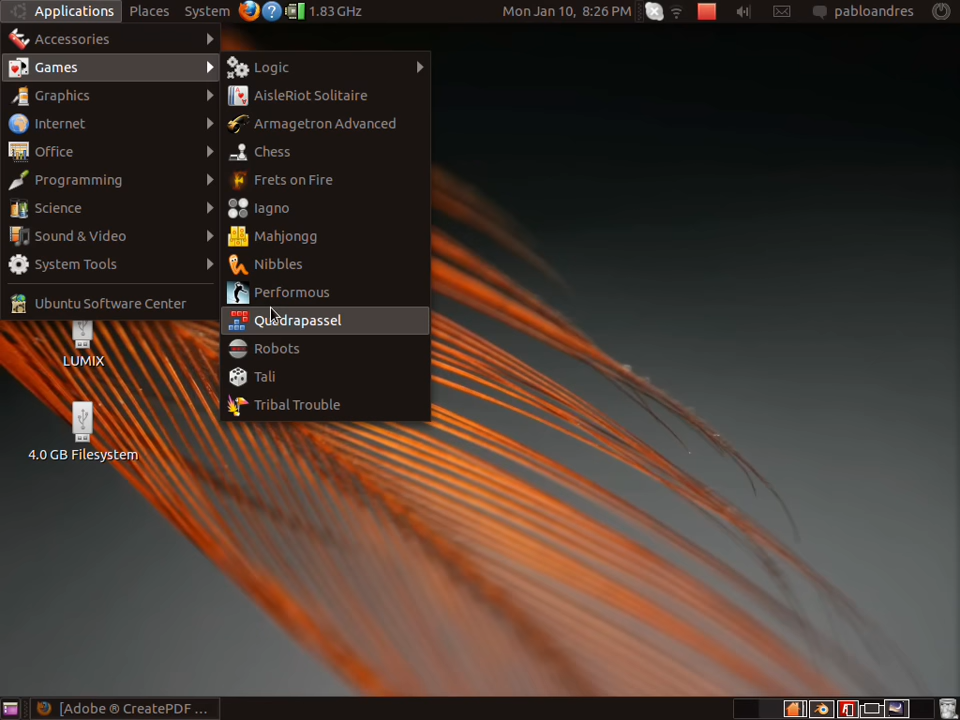 Applications Places System 1.83 GHz Mon Jan 10, 8:26 PM pabloandres
Accessories
Games
Graphics
Internet
Office
Programming
Science
Sound & Video
System Tools
Ubuntu Software Center
Logic
AisleRiot Solitaire
Armagetron Advanced
Chess
Frets on Fire
Iagno
Mahjongg
Nibbles
Performous
Quadrapassel
Robots
Tali
Tribal Trouble
LUMIX
4.0 GB Filesystem
[Adobe ® CreatePDF ...